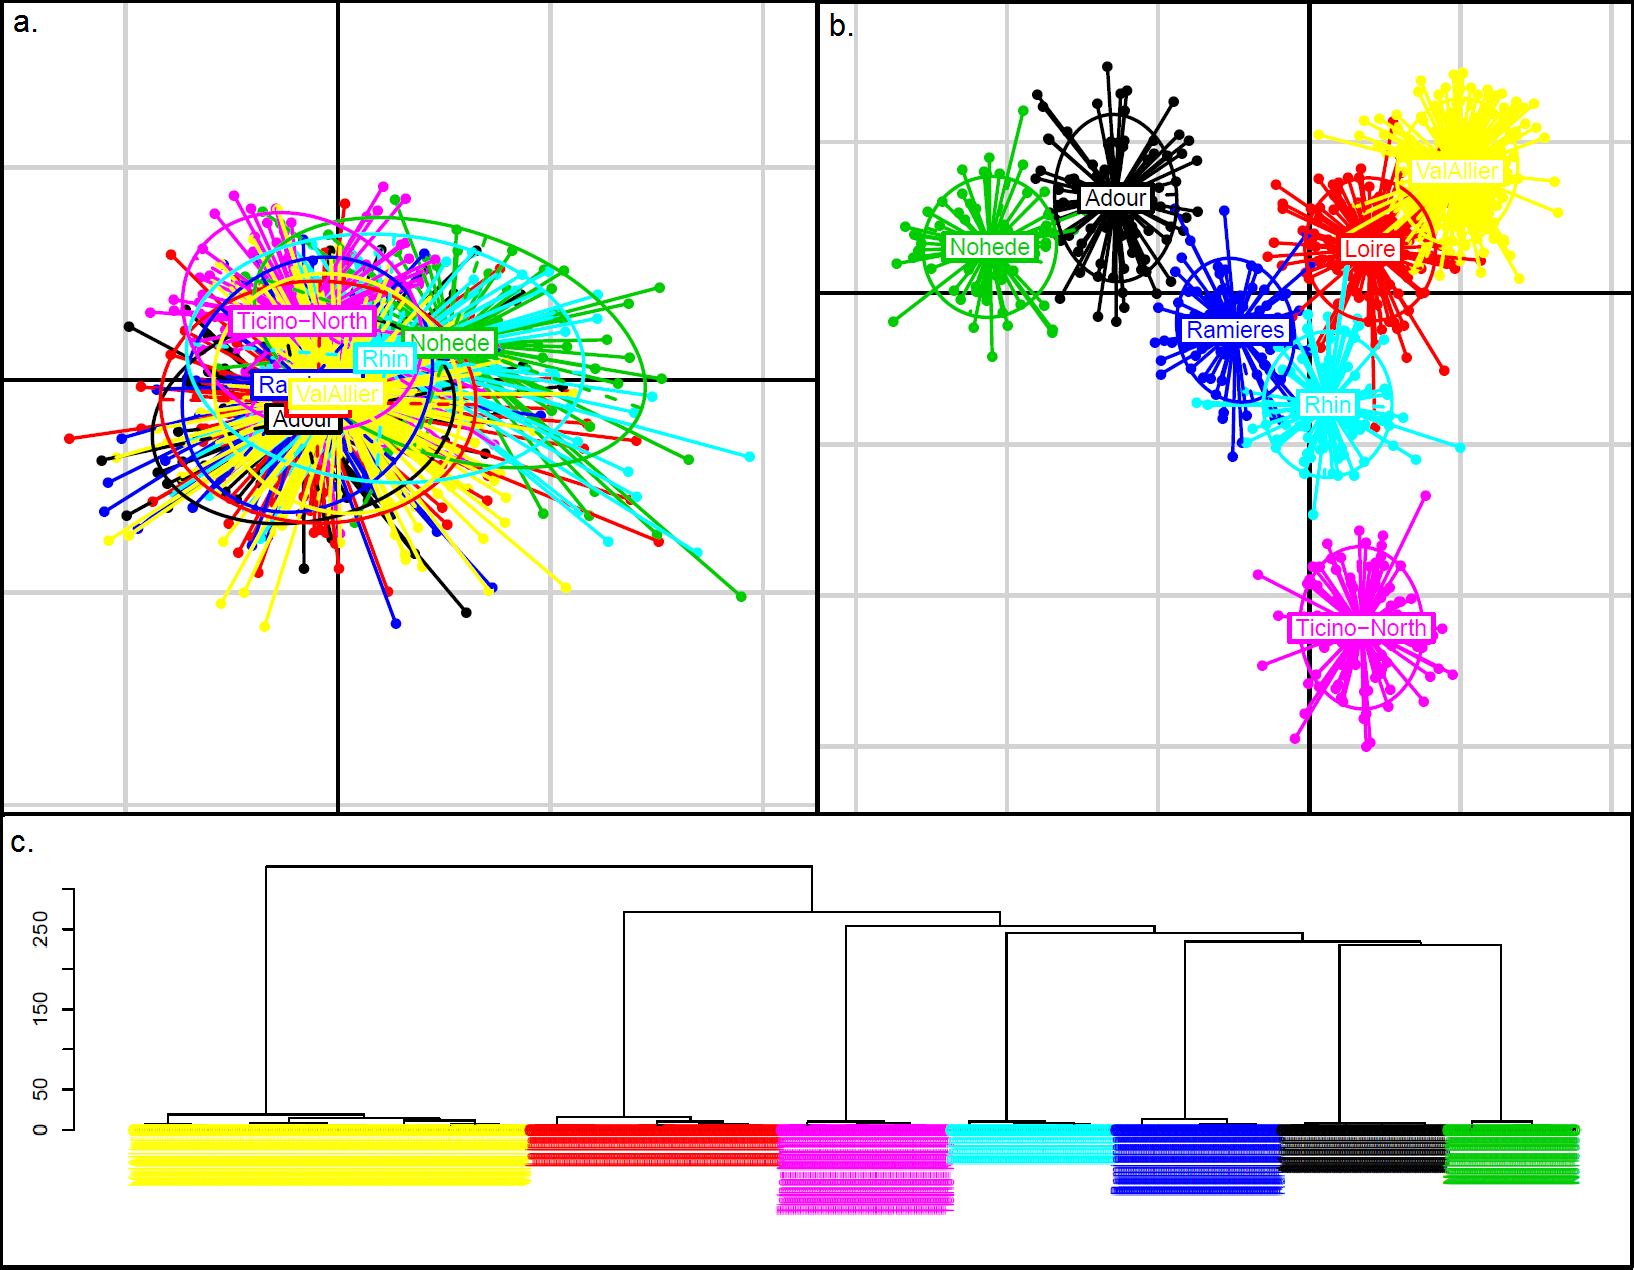 a.
Ticino−North
Nohede
Rhin
Ra
ValAllier
Adour
b.
ValAllier
Adour
Nohede
Loire
Ramieres
Rhin
Ticino−North
c.
250
150
50
0